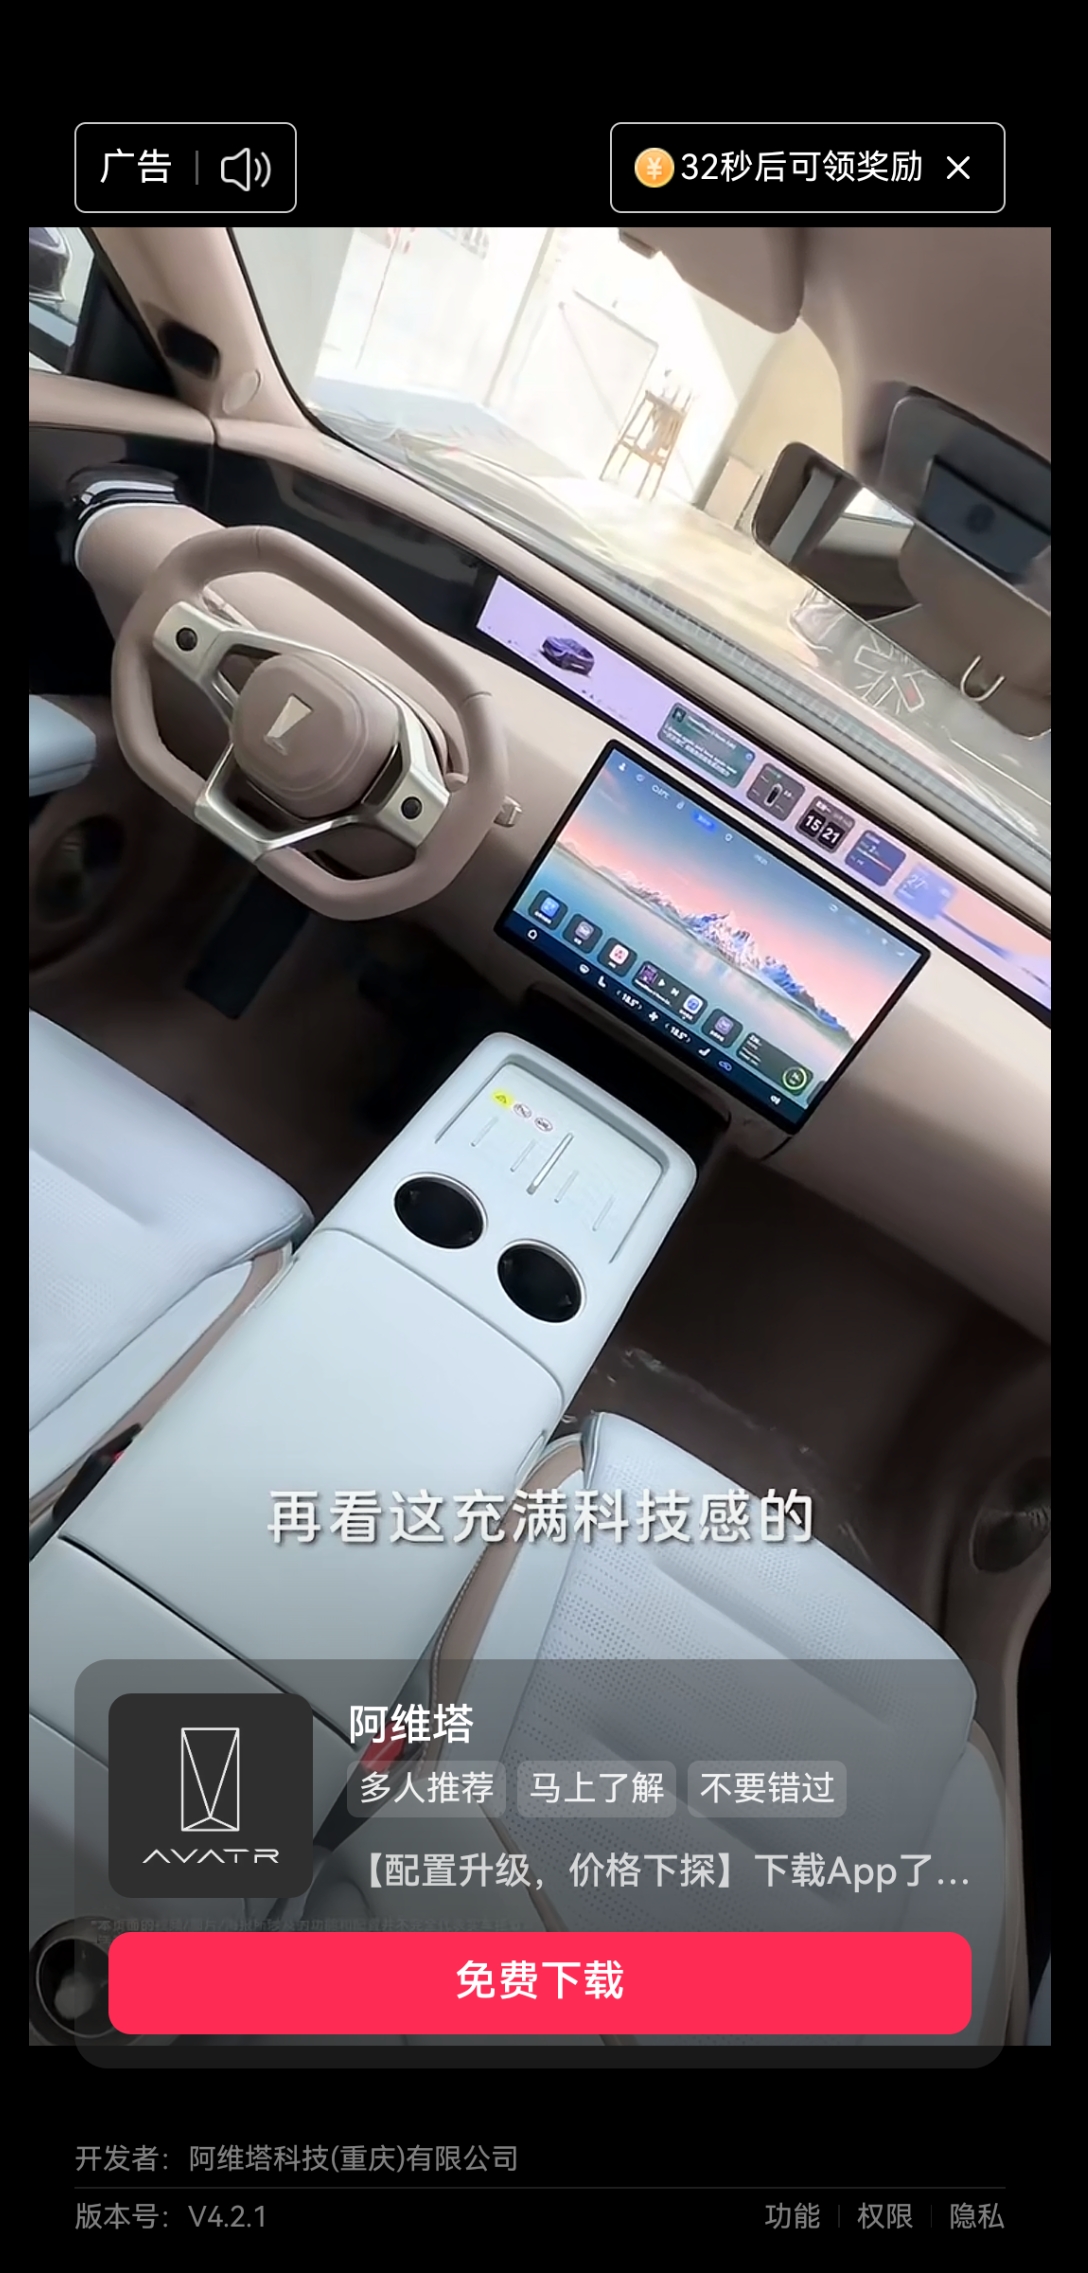 广告
32秒后可领奖励
15 21
再看这充满科技感的
阿维塔
多人推荐 马上了解 不要错过
【配置升级，价格下探】下载App了...
AVATR
免费下载
开发者：阿维塔科技(重庆)有限公司
版本号：V4.2.1
功能 | 权限 | 隐私